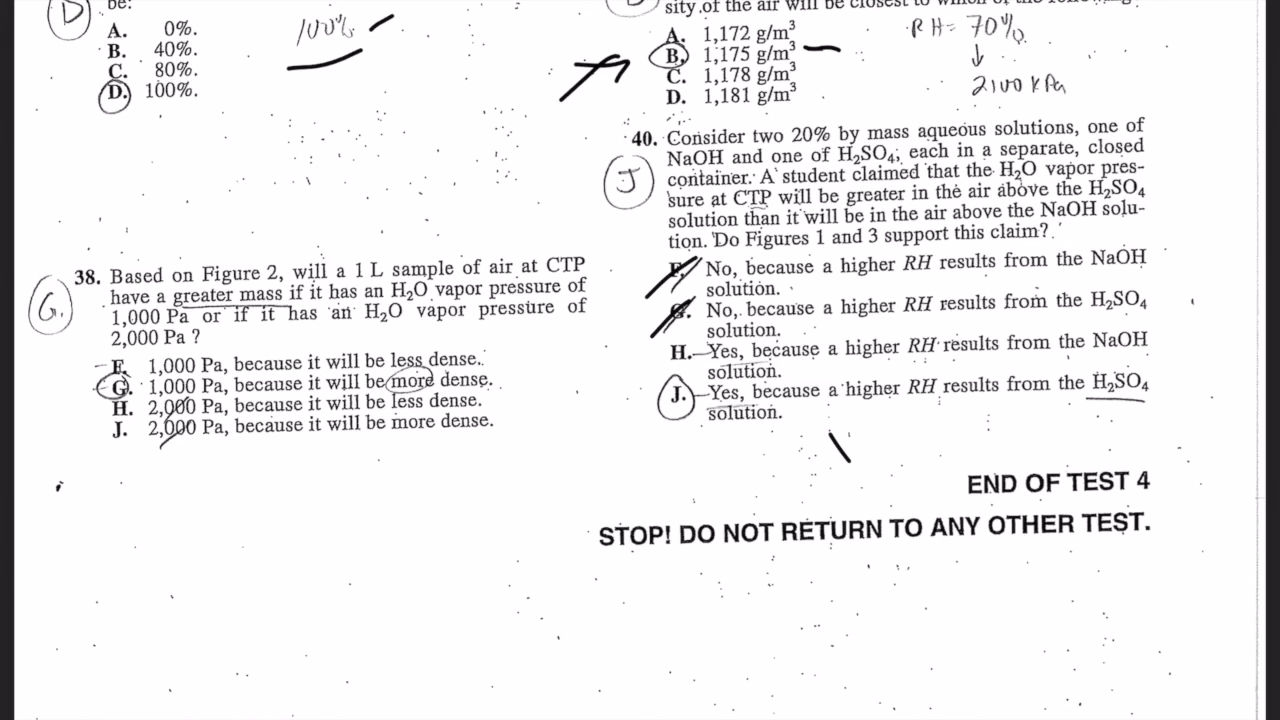 D
be:
A. 0%.
B. 40%.
C. 80%.
D. 100%.
100%
G.
38. Based on Figure 2, will a 1 L sample of air at CTP
have a greater mass if it has an H₂O vapor pressure of
1,000 Pa or if it has an H₂O vapor pressure of
2,000 Pa ?
F. 1,000 Pa, because it will be less dense.
G. 1,000 Pa, because it will be more dense.
H. 2,000 Pa, because it will be less dense.
J. 2,000 Pa, because it will be more dense.
sity of the air will be closest to which of the following
A. 1,172 g/m³
B. 1,175 g/m³
C. 1,178 g/m³
D. 1,181 g/m³
RH = 70%
↓
2100 kPa
J
40. Consider two 20% by mass aqueous solutions, one of
NaOH and one of H₂SO₄, each in a separate, closed
container. A student claimed that the H₂O vapor pres-
sure at CTP will be greater in the air above the H₂SO₄
solution than it will be in the air above the NaOH solu-
tion. Do Figures 1 and 3 support this claim?
F. No, because a higher RH results from the NaOH
solution.
G. No, because a higher RH results from the H₂SO₄
solution.
H. Yes, because a higher RH results from the NaOH
solution.
J. Yes, because a higher RH results from the H₂SO₄
solution.
END OF TEST 4
STOP! DO NOT RETURN TO ANY OTHER TEST.